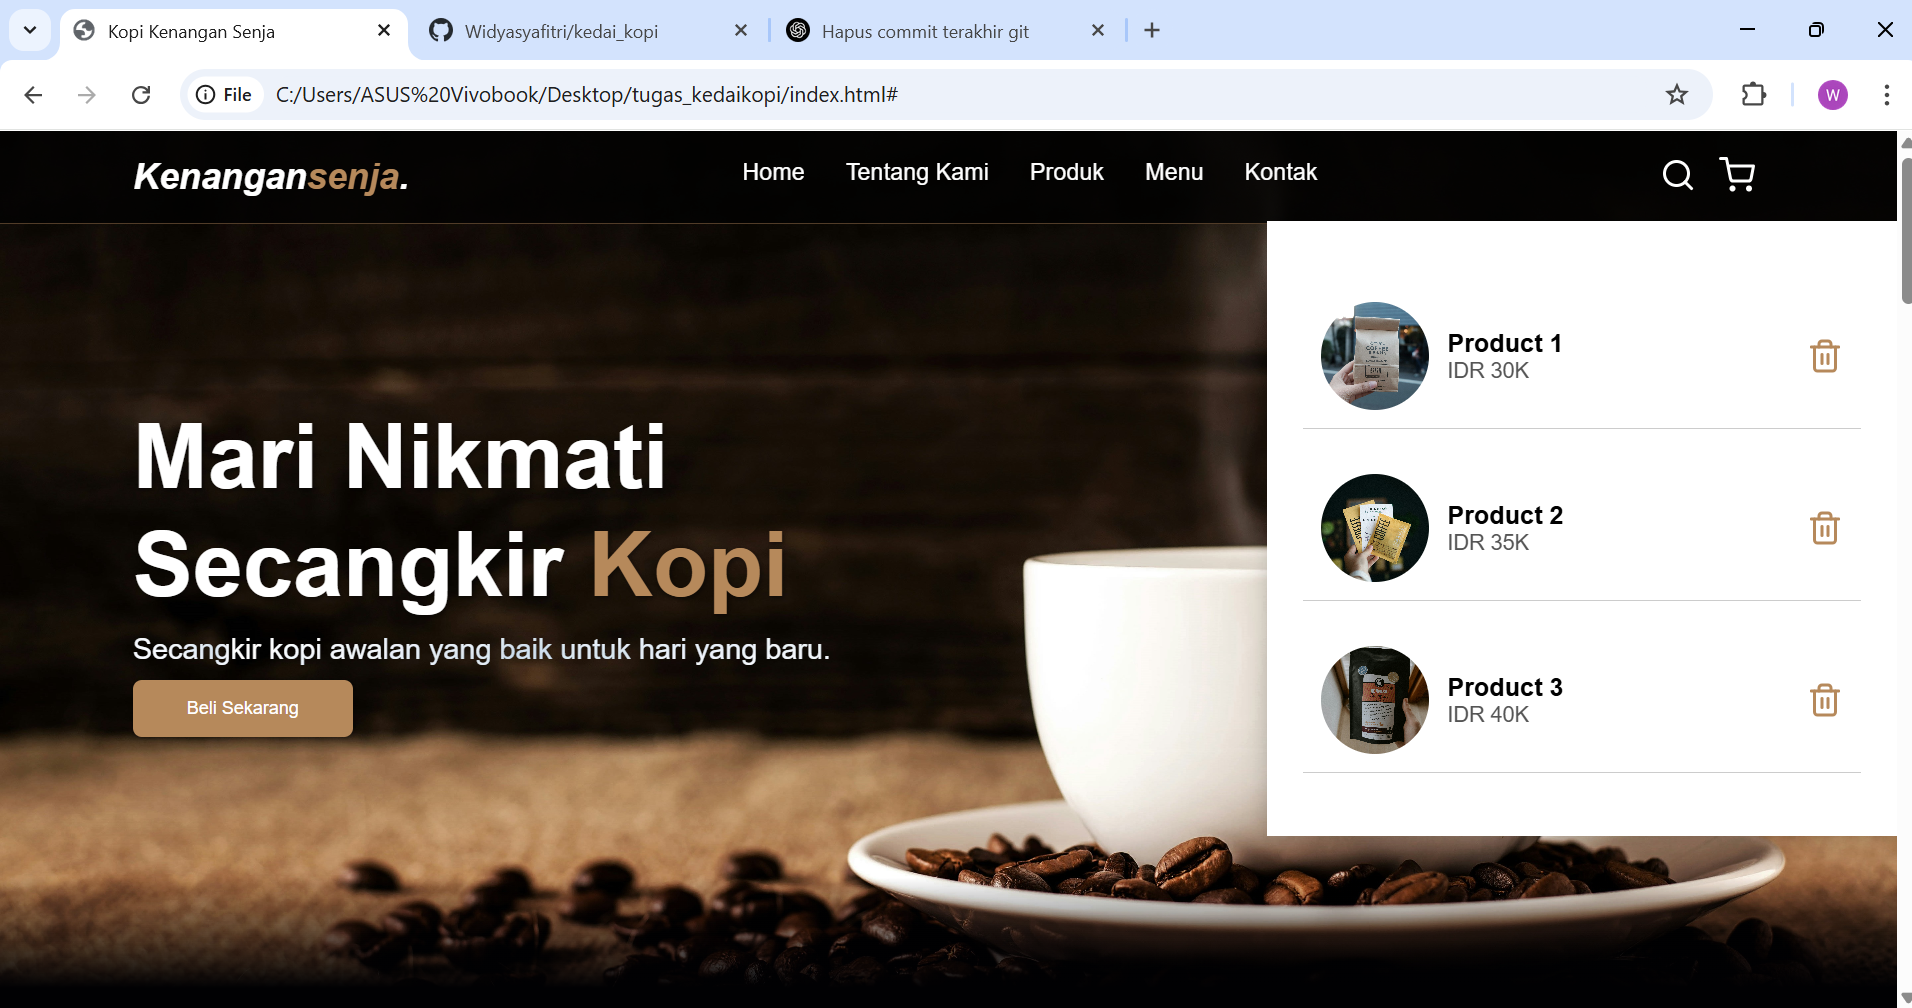 Kopi Kenangan Senja
Widyasyafitri/kedai_kopi
Hapus commit terakhir git
File
C:/Users/ASUS%20Vivobook/Desktop/tugas_kedaikopi/index.html#
W
Kenangansenja.
Home
Tentang Kami
Produk
Menu
Kontak
Mari Nikmati
Secangkir Kopi
Secangkir kopi awalan yang baik untuk hari yang baru.
Beli Sekarang
Product 1
IDR 30K
COFFEE
Product 2
IDR 35K
COFFEE
Product 3
IDR 40K